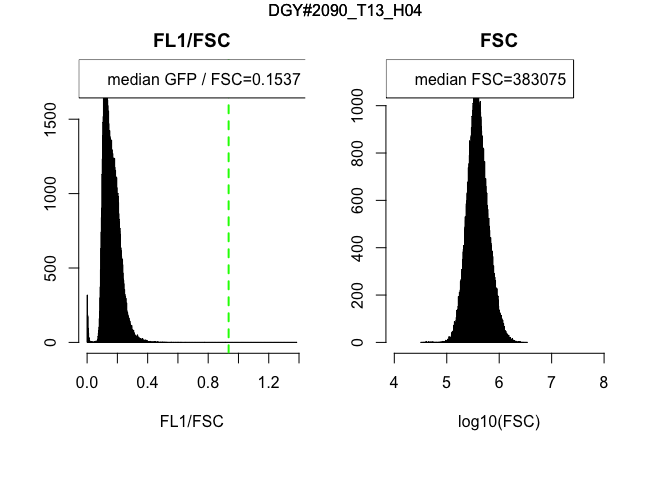 DGY#2090_T13_H04
FL1/FSC
median GFP / FSC=0.1537
1500
1000
500
0
0.0 0.4 0.8 1.2
FL1/FSC
FSC
median FSC=383075
1000
800
600
400
200
0
4 5 6 7 8
log10(FSC)